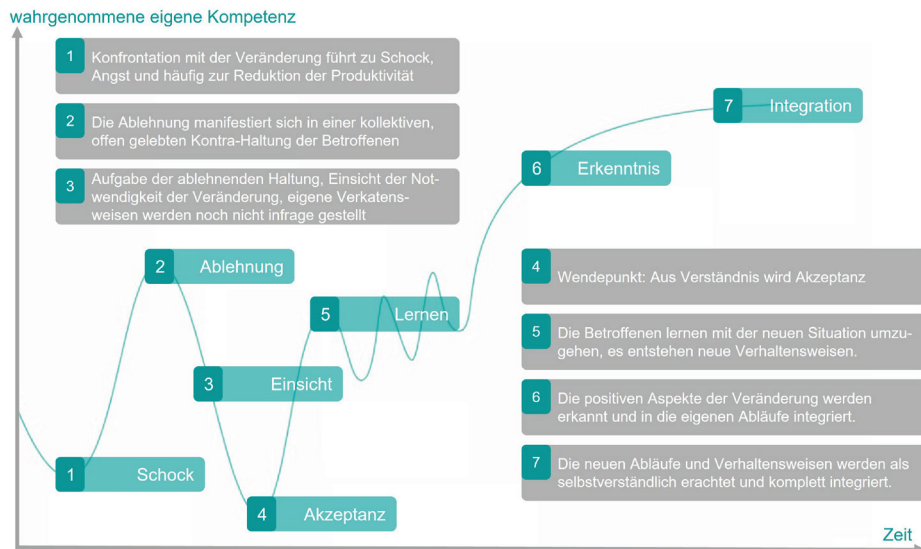 wahrgenommene eigene Kompetenz
1 Konfrontation mit der Veränderung führt zu Schock,
Angst und häufig zur Reduktion der Produktivität
2 Die Ablehnung manifestiert sich in einer kollektiven,
offen gelebten Kontra-Haltung der Betroffenen
3 Aufgabe der ablehnenden Haltung, Einsicht der Not-
wendigkeit der Veränderung, eigene Verkatens-
weisen werden noch nicht infrage gestellt
7 Integration
6 Erkenntnis
2 Ablehnung
5 Lernen
3 Einsicht
1 Schock
4 Akzeptanz
4 Wendepunkt: Aus Verständnis wird Akzeptanz
5 Die Betroffenen lernen mit der neuen Situation umzu-
gehen, es entstehen neue Verhaltensweisen.
6 Die positiven Aspekte der Veränderung werden
erkannt und in die eigenen Abläufe integriert.
7 Die neuen Abläufe und Verhaltensweisen werden als
selbstverständlich erachtet und komplett integriert.
Zeit